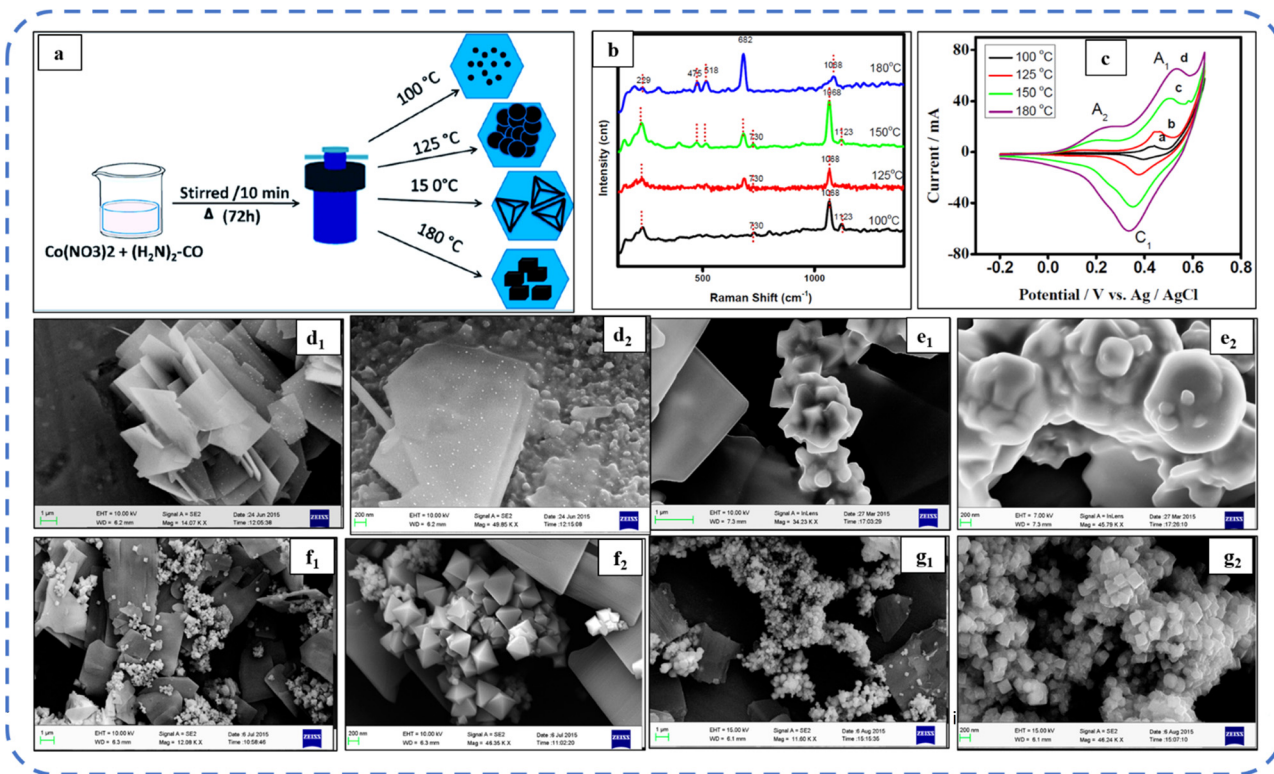 a
100 °C
125 °C
15 0°C
180 °C
Stirred /10 min
Δ (72h)
Co(NO3)2 + (H₂N)₂-CO
b
Intensity (cnt)
682
229
475
518
1088
180°C
1068
730
1123
150°C
1068
730
125°C
1068
730
1123
100°C
500
1000
Raman Shift (cm⁻¹)
c
Current / mA
80
40
0
-40
-80
100 °C
125 °C
150 °C
180 °C
A₁
A₂
C₁
a
b
c
d
-0.2
0.0
0.2
0.4
0.6
0.8
Potential / V vs. Ag / AgCl
d₁
1 µm
EHT = 10.00 kV
WD = 6.2 mm
Signal A = SE2
Mag = 14.07 K X
Date :24 Jun 2015
Time :12:05:38
ZEISS
d₂
200 nm
EHT = 10.00 kV
WD = 6.2 mm
Signal A = SE2
Mag = 49.85 K X
Date :24 Jun 2015
Time :12:15:08
ZEISS
e₁
1 µm
EHT = 10.00 kV
WD = 7.3 mm
Signal A = InLens
Mag = 34.23 K X
Date :27 Mar 2015
Time :17:03:29
ZEISS
e₂
200 nm
EHT = 7.00 kV
WD = 7.3 mm
Signal A = InLens
Mag = 45.79 K X
Date :27 Mar 2015
Time :17:26:10
ZEISS
f₁
1 µm
EHT = 10.00 kV
WD = 6.3 mm
Signal A = SE2
Mag = 12.06 K X
Date :6 Jul 2015
Time :10:58:46
ZEISS
f₂
200 nm
EHT = 10.00 kV
WD = 6.3 mm
Signal A = SE2
Mag = 46.35 K X
Date :6 Jul 2015
Time :11:02:20
ZEISS
g₁
1 µm
EHT = 15.00 kV
WD = 6.1 mm
Signal A = SE2
Mag = 11.60 K X
Date :6 Aug 2015
Time :15:15:35
ZEISS
g₂
i
200 nm
EHT = 15.00 kV
WD = 6.1 mm
Signal A = SE2
Mag = 46.24 K X
Date :6 Aug 2015
Time :15:07:10
ZEISS